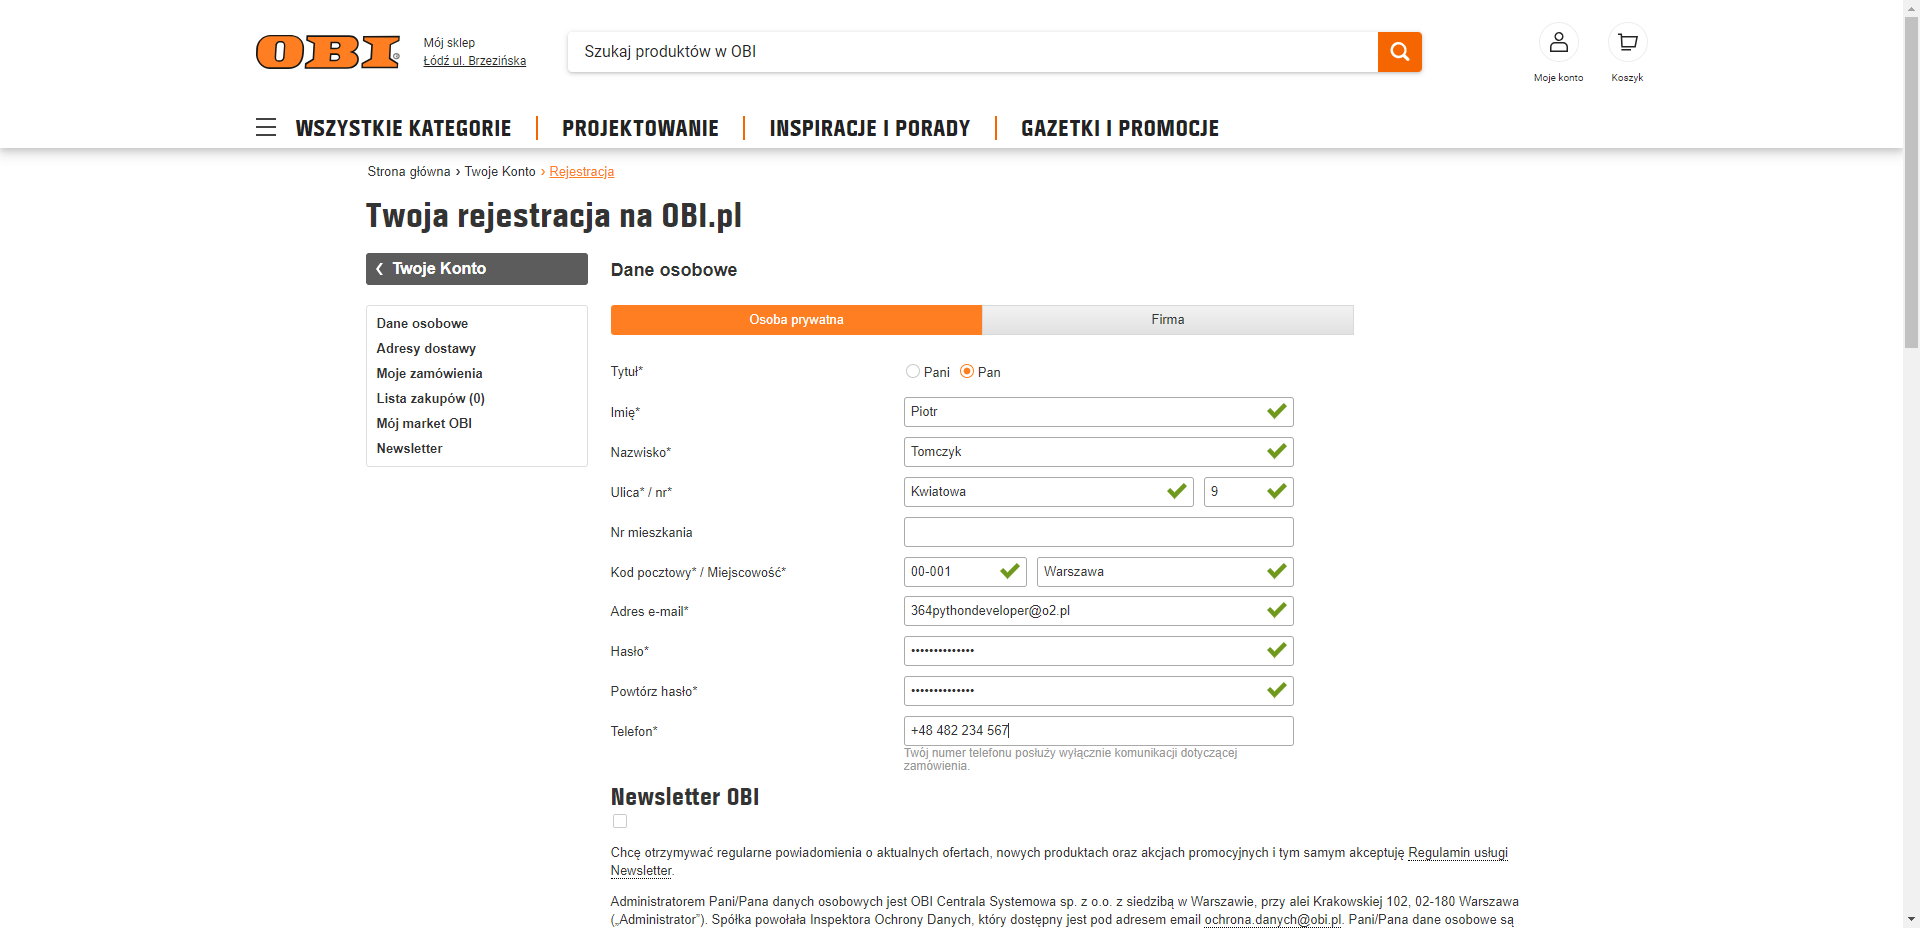 OBI
Mój sklep
Łódź ul. Brzezińska
Szukaj produktów w OBI
Moje konto
Koszyk
WSZYSTKIE KATEGORIE
PROJEKTOWANIE
INSPIRACJE I PORADY
GAZETKI I PROMOCJE
Strona główna › Twoje Konto › Rejestracja
Twoja rejestracja na OBI.pl
Twoje Konto
Dane osobowe
Adresy dostawy
Moje zamówienia
Lista zakupów (0)
Mój market OBI
Newsletter
Dane osobowe
Osoba prywatna
Firma
Tytuł* Pani Pan
Imię* Piotr
Nazwisko* Tomczyk
Ulica* / nr* Kwiatowa 9
Nr mieszkania
Kod pocztowy* / Miejscowość* 00-001 Warszawa
Adres e-mail* 364pythondeveloper@o2.pl
Hasło* ••••••••••••••
Powtórz hasło* ••••••••••••••
Telefon* +48 482 234 567
Twój numer telefonu posłuży wyłącznie komunikacji dotyczącej
zamówienia.
Newsletter OBI
Chcę otrzymywać regularne powiadomienia o aktualnych ofertach, nowych produktach oraz akcjach promocyjnych i tym samym akceptuję Regulamin usługi
Newsletter.
Administratorem Pani/Pana danych osobowych jest OBI Centrala Systemowa sp. z o.o. z siedzibą w Warszawie, przy alei Krakowskiej 102, 02-180 Warszawa
(„Administrator”). Spółka powołała Inspektora Ochrony Danych, który dostępny jest pod adresem email ochrona.danych@obi.pl. Pani/Pana dane osobowe są